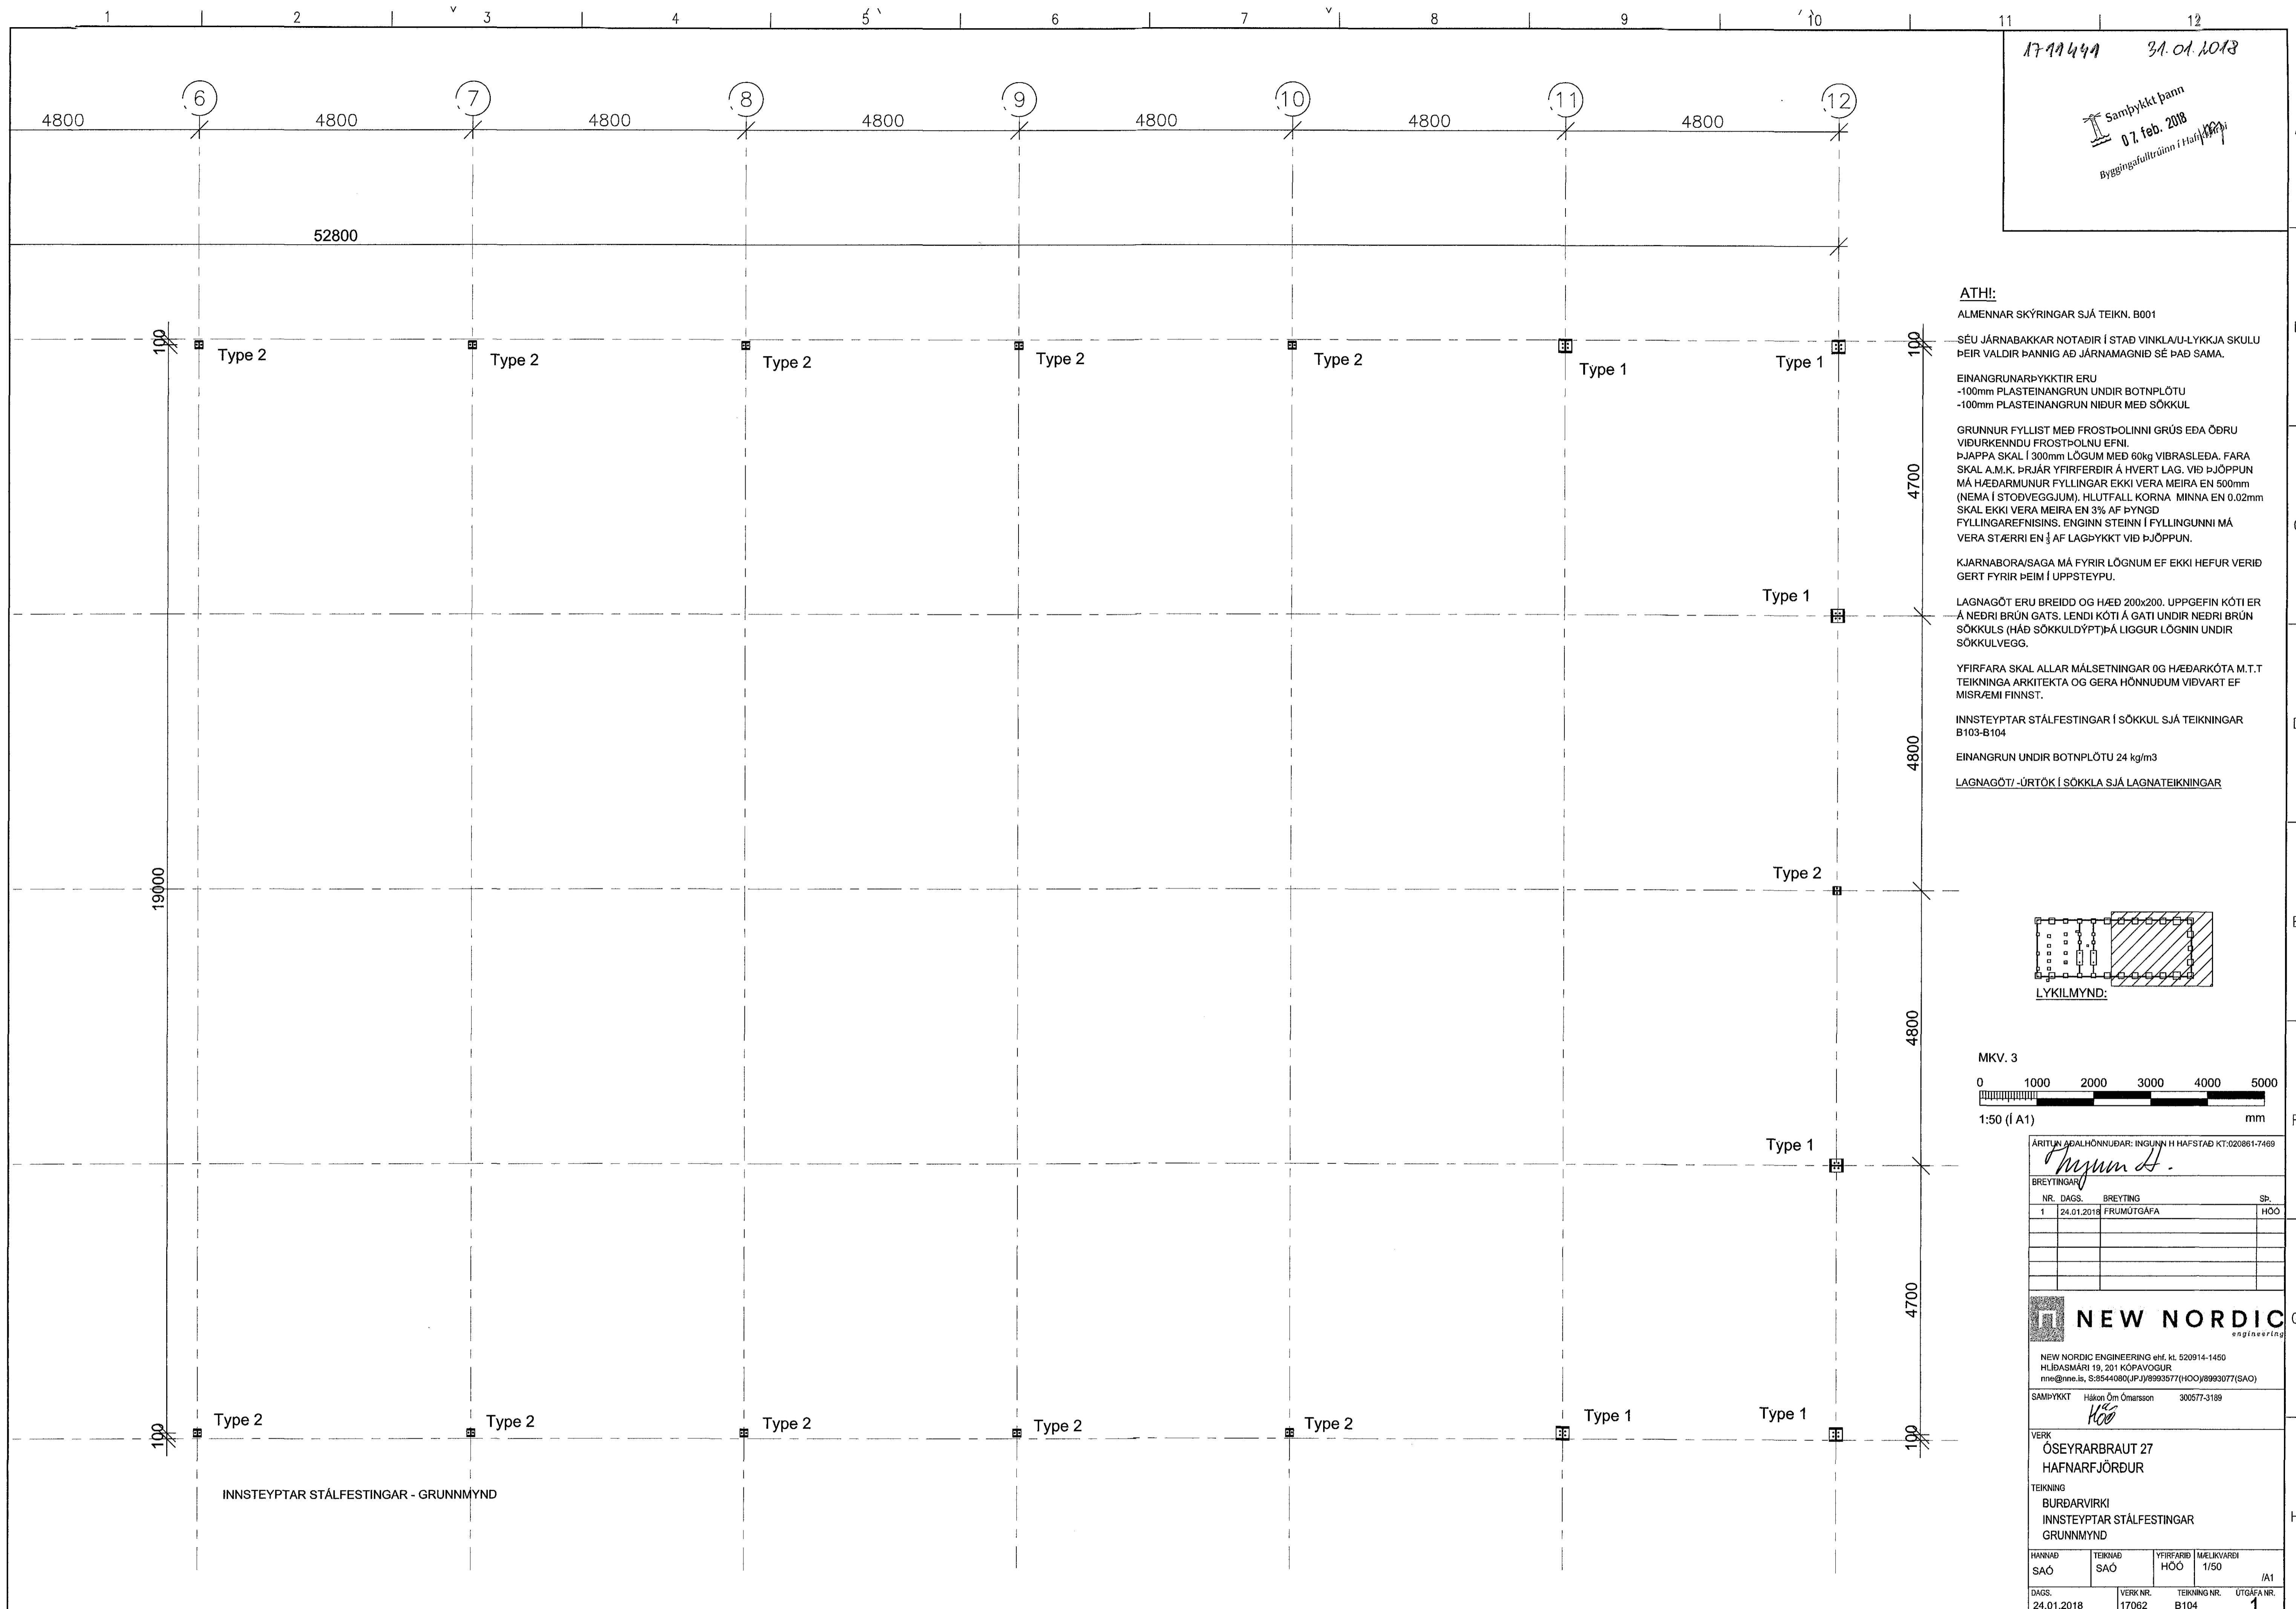 1 2 3 4 5 6 7 8 9 10 11 12
1711441 31.01.2018
Samþykkt þann
07. feb. 2018
Byggingafulltrúinn í Hafnarfirði
6 7 8 9 10 11 12
4800 4800 4800 4800 4800 4800 4800
52800
100 Type 2 Type 2 Type 2 Type 2 Type 2 Type 1 Type 1 100
4700
Type 1
4800
19000 Type 2
4800
Type 1
4700
100 Type 2 Type 2 Type 2 Type 2 Type 2 Type 1 Type 1 100
INNSTEYPTAR STÁLFESTINGAR - GRUNNMYND
ATH!:
ALMENNAR SKÝRINGAR SJÁ TEIKN. B001
SÉU JÁRNABAKKAR NOTAÐIR Í STAÐ VINKLA/U-LYKKJA SKULU
ÞEIR VALDIR ÞANNIG AÐ JÁRNAMAGNIÐ SÉ ÞAÐ SAMA.
EINANGRUNARÞYKKTIR ERU
-100mm PLASTEINANGRUN UNDIR BOTNPLÖTU
-100mm PLASTEINANGRUN NIÐUR MEÐ SÖKKUL
GRUNNUR FYLLIST MEÐ FROSTÞOLINNI GRÚS EÐA ÖÐRU
VIÐURKENNDU FROSTÞOLNU EFNI.
ÞJAPPA SKAL Í 300mm LÖGUM MEÐ 60kg VIBRASLEÐA. FARA
SKAL A.M.K. ÞRJÁR YFIRFERÐIR Á HVERT LAG. VIÐ ÞJÖPPUN
MÁ HÆÐARMUNUR FYLLINGAR EKKI VERA MEIRA EN 500mm
(NEMA Í STOÐVEGGJUM). HLUTFALL KORNA MINNA EN 0.02mm
SKAL EKKI VERA MEIRA EN 3% AF ÞYNGD
FYLLINGAREFNISINS. ENGINN STEINN Í FYLLINGUNNI MÁ
VERA STÆRRI EN ⅓ AF LAGÞYKKT VIÐ ÞJÖPPUN.
KJARNABORA/SAGA MÁ FYRIR LÖGNUM EF EKKI HEFUR VERIÐ
GERT FYRIR ÞEIM Í UPPSTEYPU.
LAGNAGÖT ERU BREIDD OG HÆÐ 200x200. UPPGEFIN KÓTI ER
Á NEÐRI BRÚN GATS. LENDI KÓTI Á GATI UNDIR NEÐRI BRÚN
SÖKKULS (HÁÐ SÖKKULDÝPT)ÞÁ LIGGUR LÖGNIN UNDIR
SÖKKULVEGG.
YFIRFARA SKAL ALLAR MÁLSETNINGAR 0G HÆÐARKÓTA M.T.T
TEIKNINGA ARKITEKTA OG GERA HÖNNUÐUM VIÐVART EF
MISRÆMI FINNST.
INNSTEYPTAR STÁLFESTINGAR Í SÖKKUL SJÁ TEIKNINGAR
B103-B104
EINANGRUN UNDIR BOTNPLÖTU 24 kg/m3
LAGNAGÖT/ -ÚRTÖK Í SÖKKLA SJÁ LAGNATEIKNINGAR
LYKILMYND:
MKV. 3
0 1000 2000 3000 4000 5000
1:50 (Í A1) mm
ÁRITUN AÐALHÖNNUÐAR: INGUNN H HAFSTAÐ KT:020861-7469
BREYTINGAR
NR. DAGS. BREYTING SÞ.
1 24.01.2018 FRUMÚTGÁFA HÖÓ
NEW NORDIC
engineering
NEW NORDIC ENGINEERING ehf. kt. 520914-1450
HLÍÐASMÁRI 19, 201 KÓPAVOGUR
nne@nne.is, S:8544080(JPJ)/8993577(HOO)/8993077(SAO)
SAMÞYKKT Hákon Örn Ómarsson 300577-3189
HÖÓ
VERK
ÓSEYRARBRAUT 27
HAFNARFJÖRÐUR
TEIKNING
BURÐARVIRKI
INNSTEYPTAR STÁLFESTINGAR
GRUNNMYND
HANNAÐ TEIKNAÐ YFIRFARIÐ MÆLIKVARÐI
SAÓ SAÓ HÖÓ 1/50
/A1
DAGS. VERK NR. TEIKNING NR. ÚTGÁFA NR.
24.01.2018 17062 B104 1